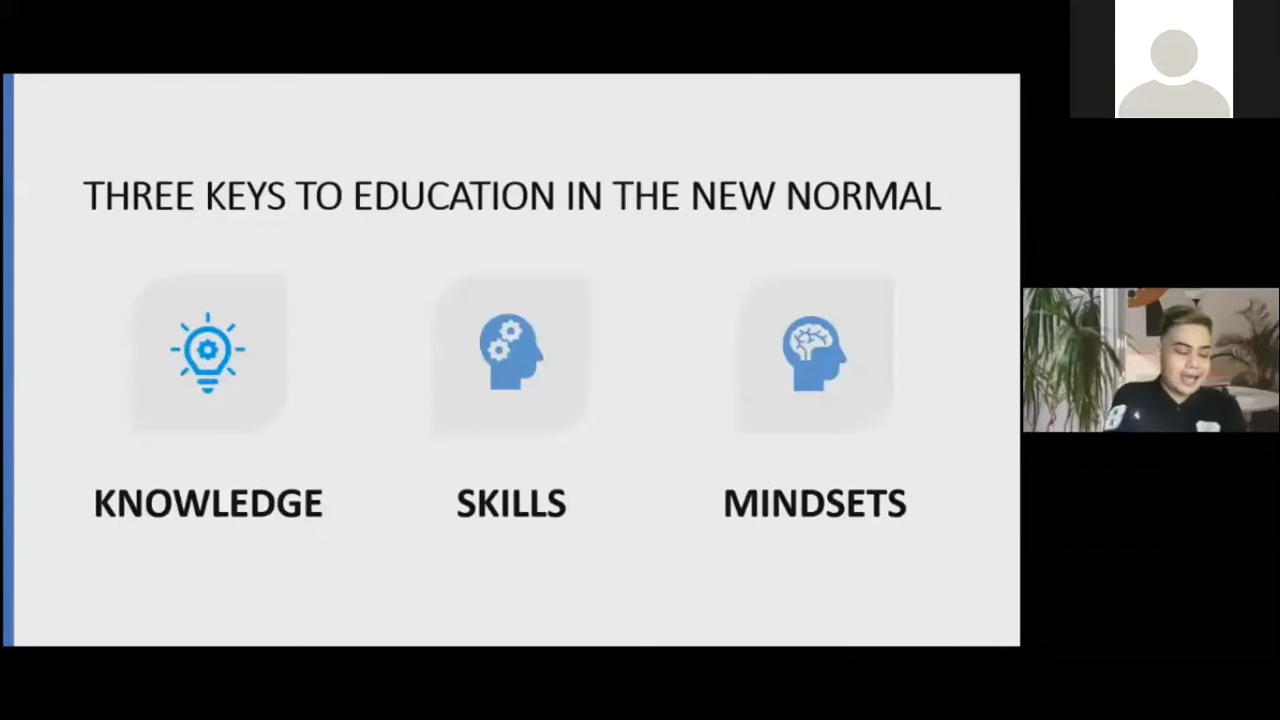 THREE KEYS TO EDUCATION IN THE NEW NORMAL
KNOWLEDGE
SKILLS
MINDSETS